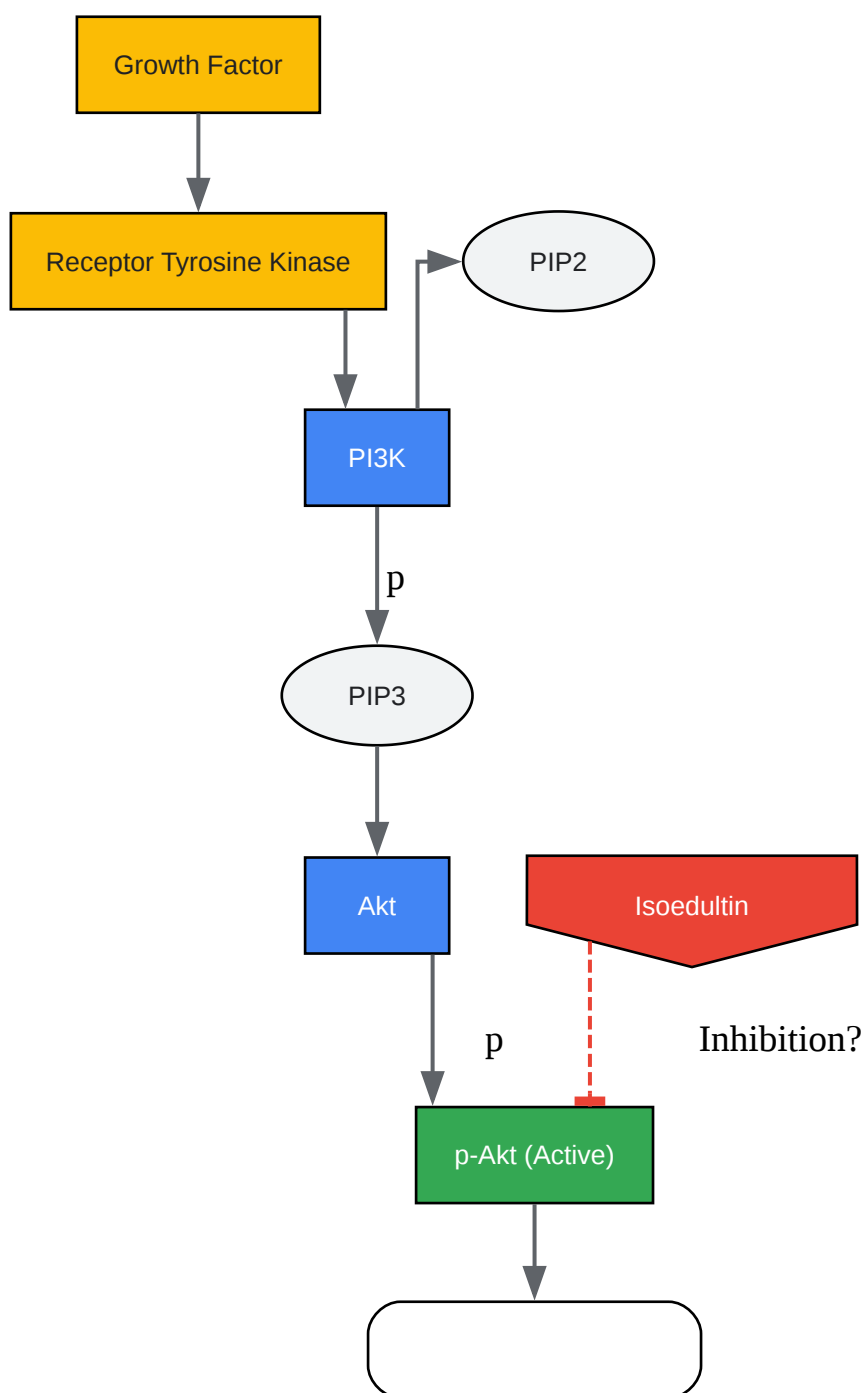 Growth Factor
Receptor Tyrosine Kinase
PIP2
PI3K
p
PIP3
Akt
Isoedultin
p
Inhibition?
p-Akt (Active)